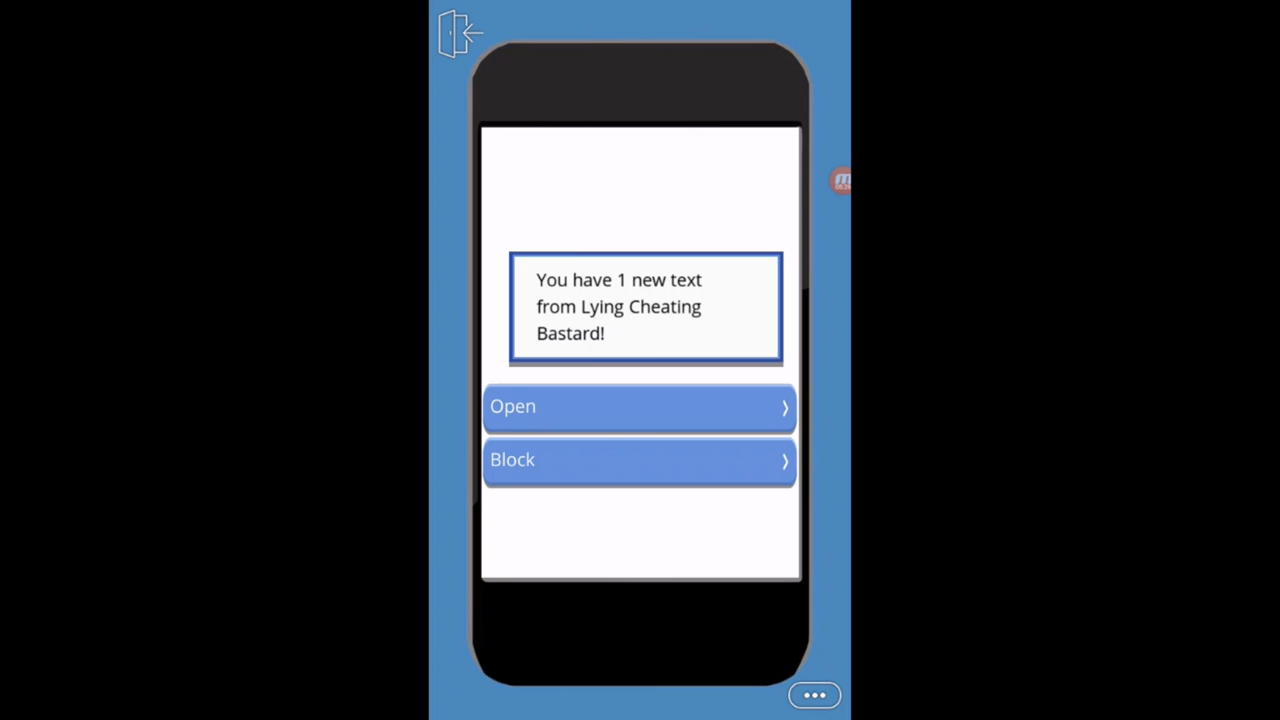 You have 1 new text
from Lying Cheating
Bastard!
Open
Block